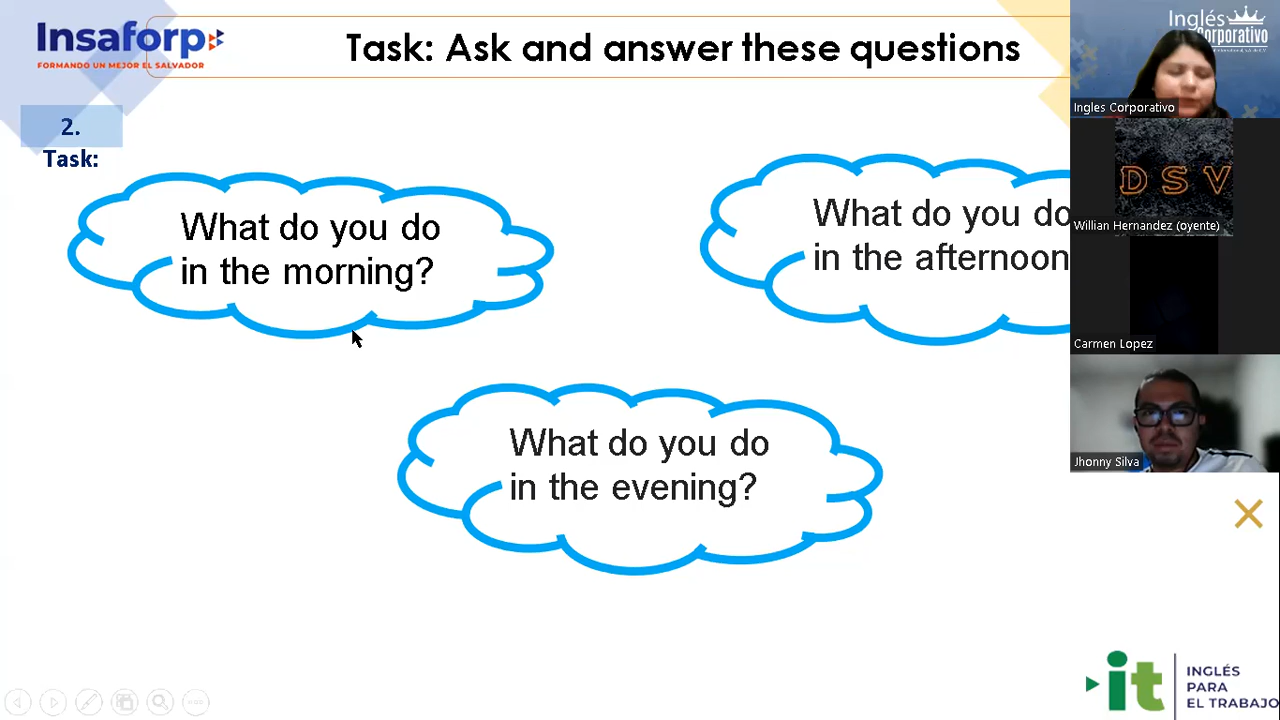 Insaforp
FORMANDO UN MEJOR EL SALVADOR
Task: Ask and answer these questions
2.
Task:
What do you do
in the morning?
What do you do
in the afternoon
What do you do
in the evening?
Inglés
Corporativo
Ingles Corporativo
DSV
Willian Hernandez (oyente)
Carmen Lopez
Jhonny Silva
it
INGLÉS
PARA
EL TRABAJO